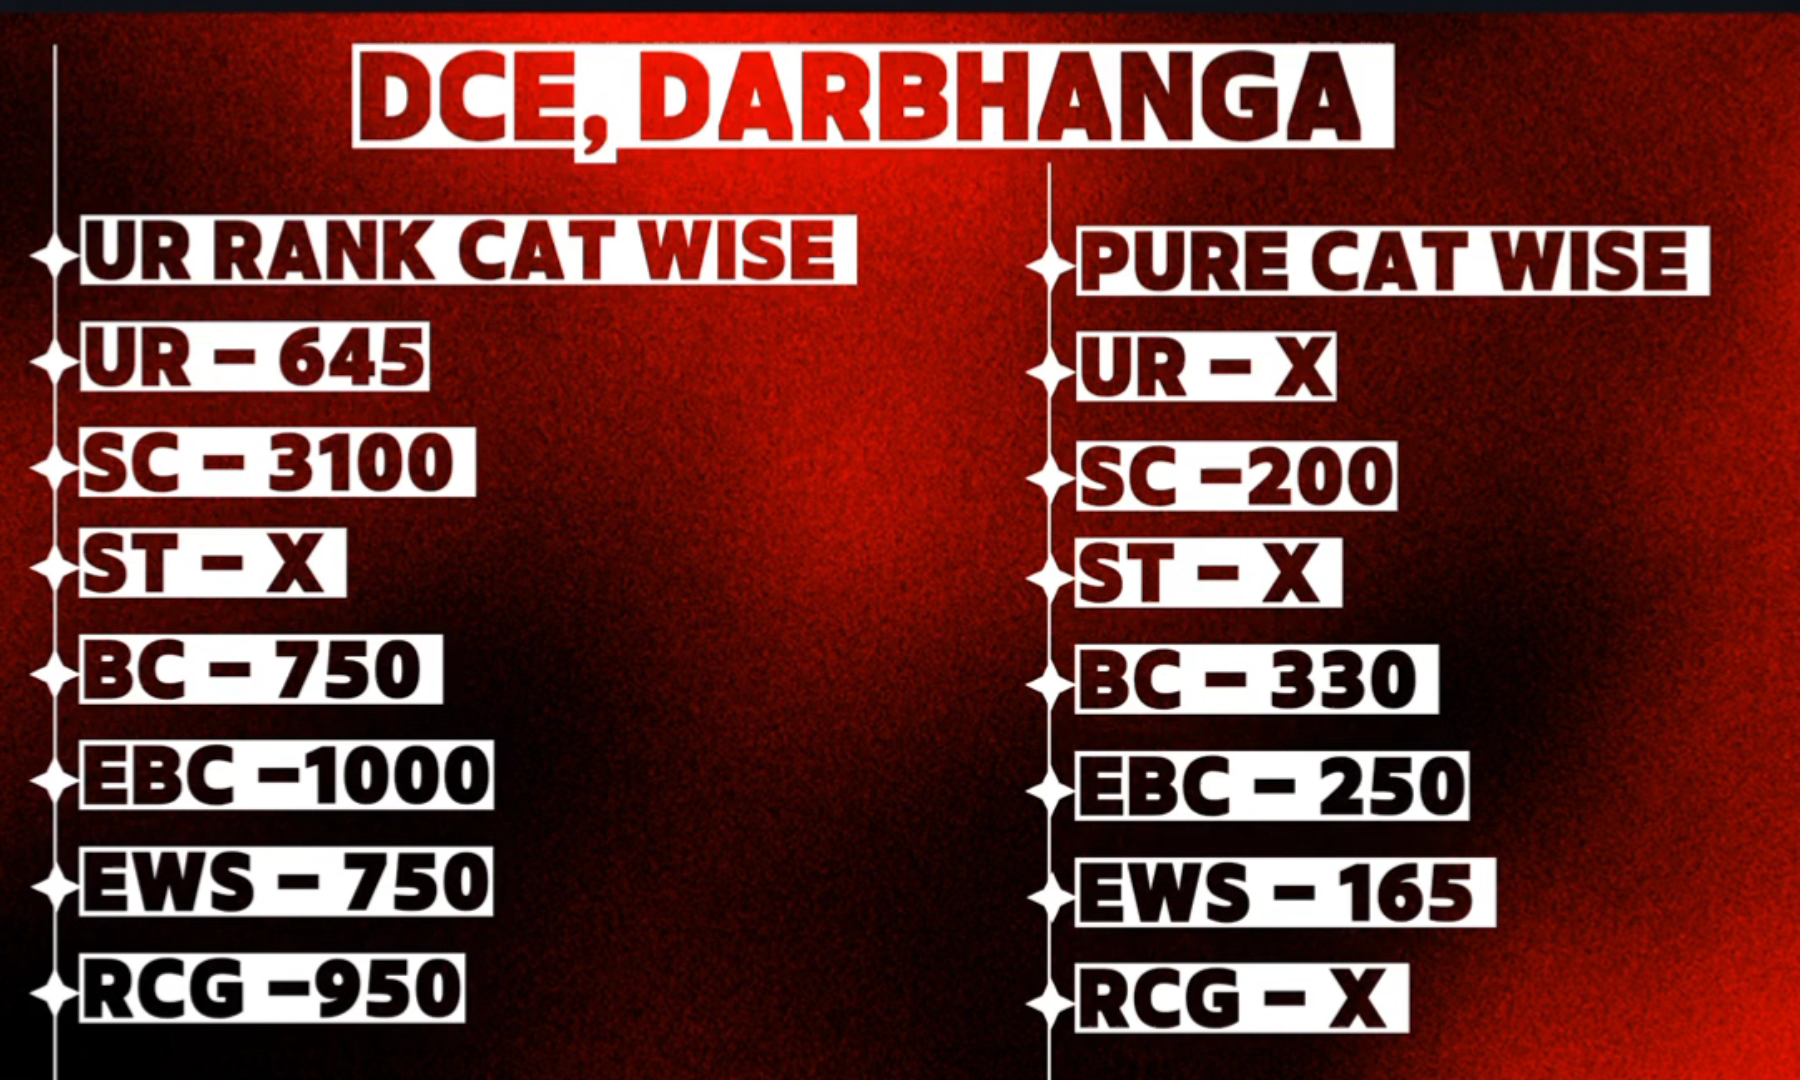 DCE, DARBHANGA
UR RANK CAT WISE
UR - 645
SC - 3100
ST - X
BC - 750
EBC -1000
EWS - 750
RCG -950
PURE CAT WISE
UR - X
SC -200
ST - X
BC - 330
EBC - 250
EWS - 165
RCG - X